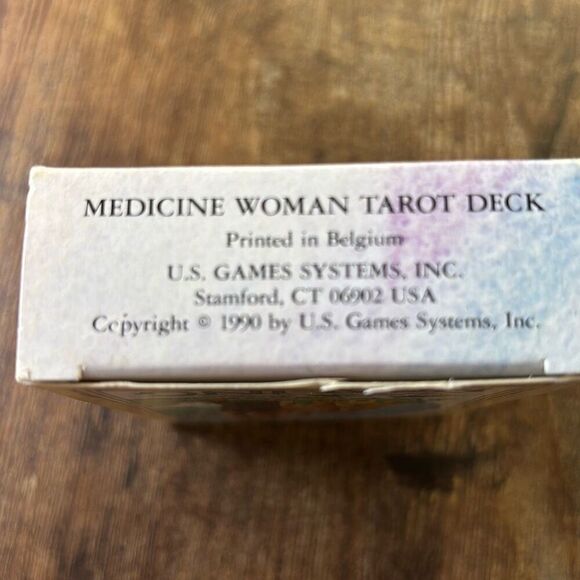 MEDICINE WOMAN TAROT DECK
Printed in Belgium
U.S. GAMES SYSTEMS, INC.
Stamford, CT 06902 USA
Copyright © 1990 by U.S. Games Systems, Inc.